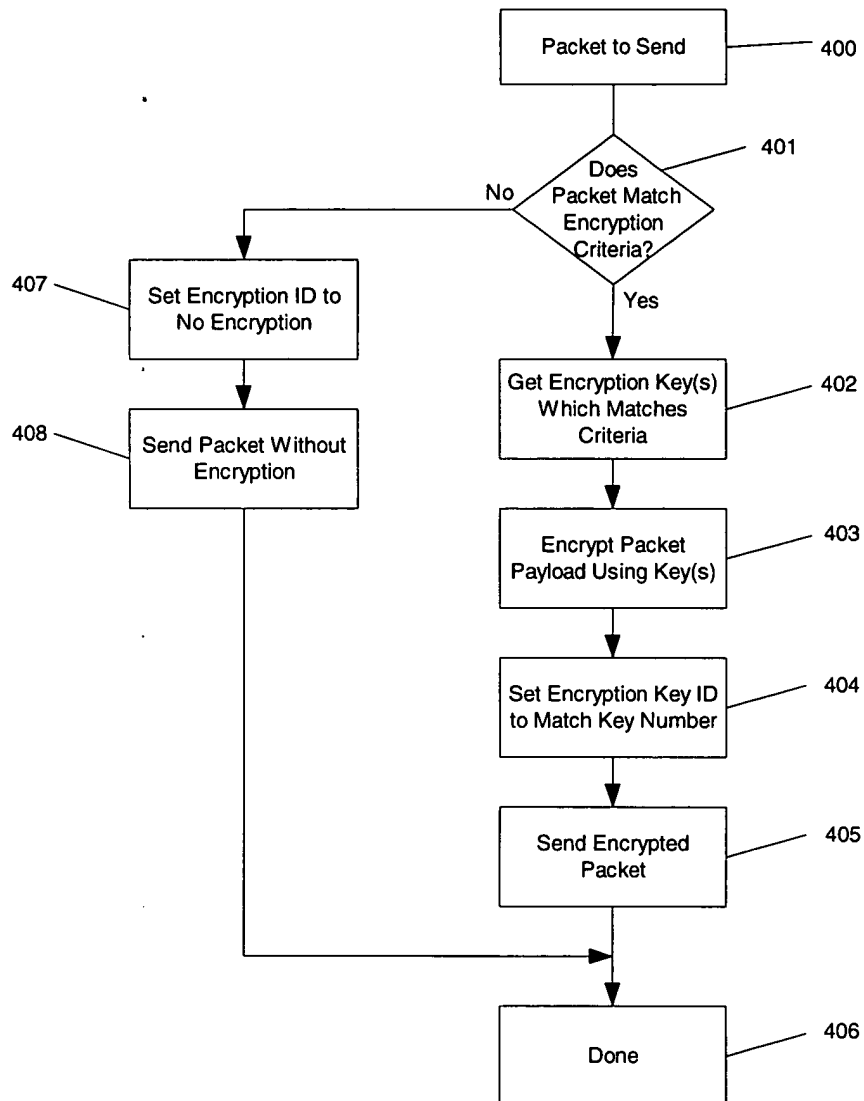 Packet to Send
400
401
Does
Packet Match
Encryption
Criteria?
No
Yes
407
Set Encryption ID to
No Encryption
Get Encryption Key(s)
Which Matches
Criteria
402
408
Send Packet Without
Encryption
Encrypt Packet
Payload Using Key(s)
403
Set Encryption Key ID
to Match Key Number
404
Send Encrypted
Packet
405
Done
406